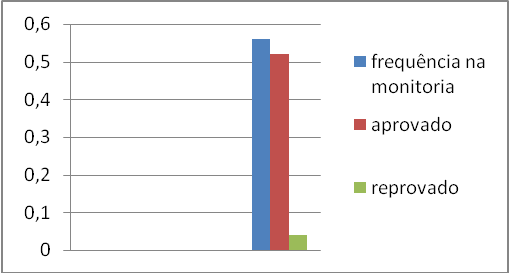 0,6
0,5
0,4
0,3
0,2
0,1
0
frequência na
monitoria
aprovado
reprovado